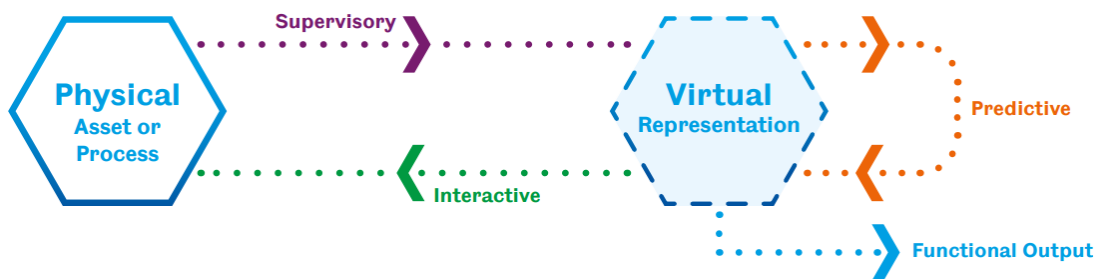 Supervisory
Physical
Asset or
Process
Virtual
Representation
Predictive
Interactive
Functional Output